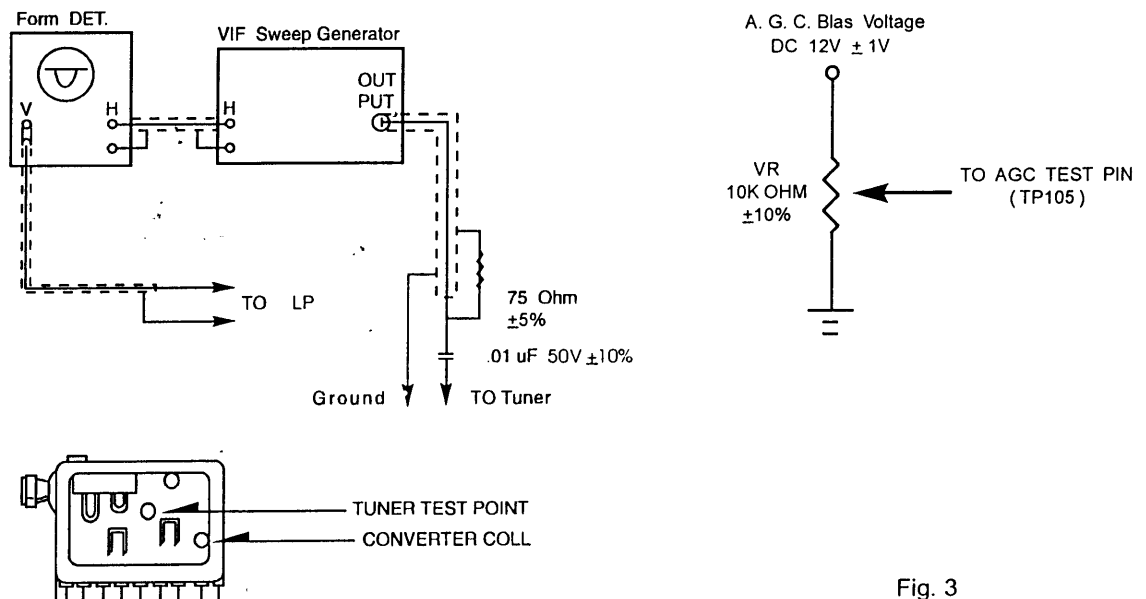 Form DET.
VIF Sweep Generator
V
H
H
OUT
PUT
TO LP
75 Ohm
±5%
.01 uF 50V ±10%
Ground
TO Tuner
A. G. C. Blas Voltage
DC 12V ± 1V
VR
10K OHM
±10%
TO AGC TEST PIN
( TP105 )
TUNER TEST POINT
CONVERTER COLL
Fig. 3